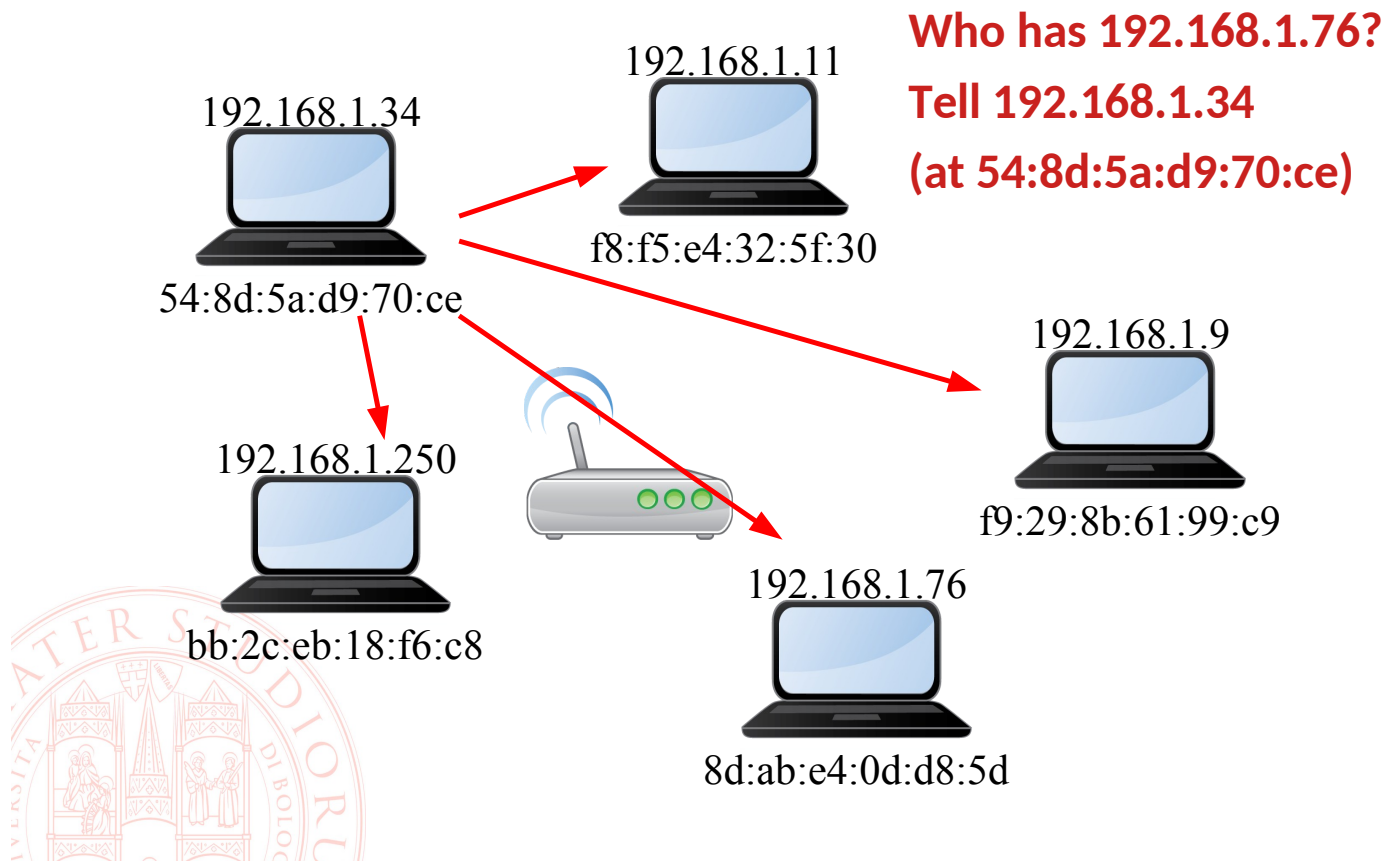 Who has 192.168.1.76?
Tell 192.168.1.34
(at 54:8d:5a:d9:70:ce)
192.168.1.11
f8:f5:e4:32:5f:30
192.168.1.34
54:8d:5a:d9:70:ce
192.168.1.9
f9:29:8b:61:99:c9
192.168.1.250
bb:2c:eb:18:f6:c8
192.168.1.76
8d:ab:e4:0d:d8:5d